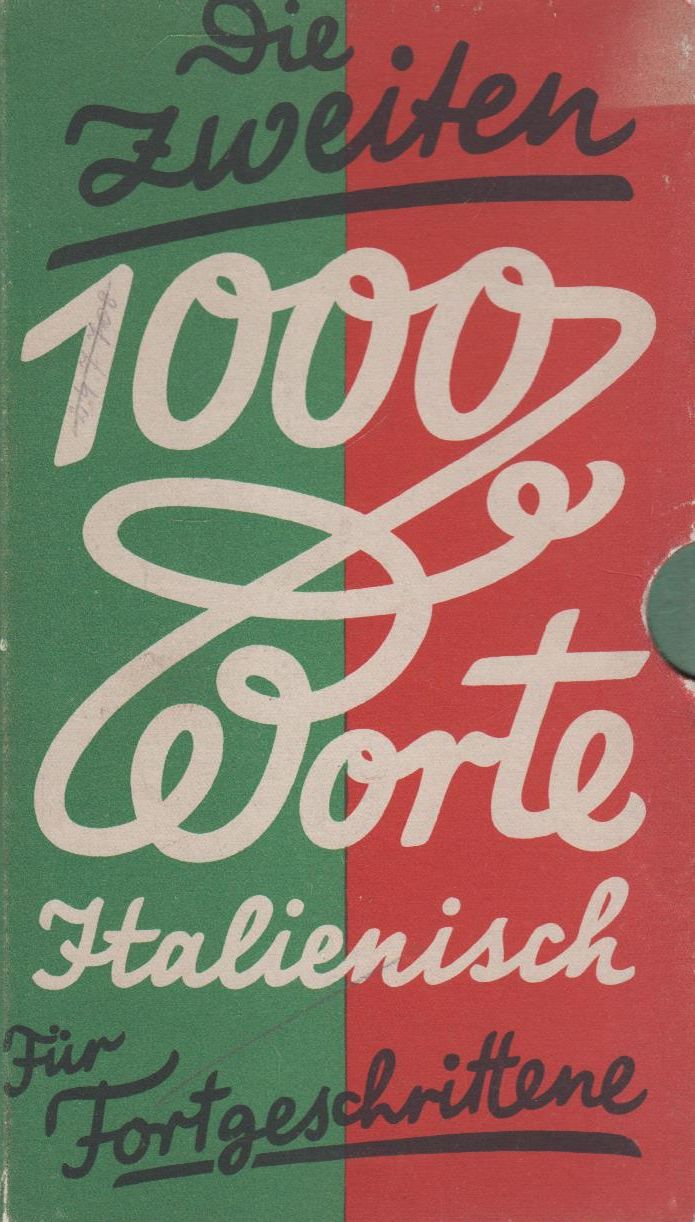 Die
Zweiten
1000
Worte
Italienisch
Für
Fortgeschrittene